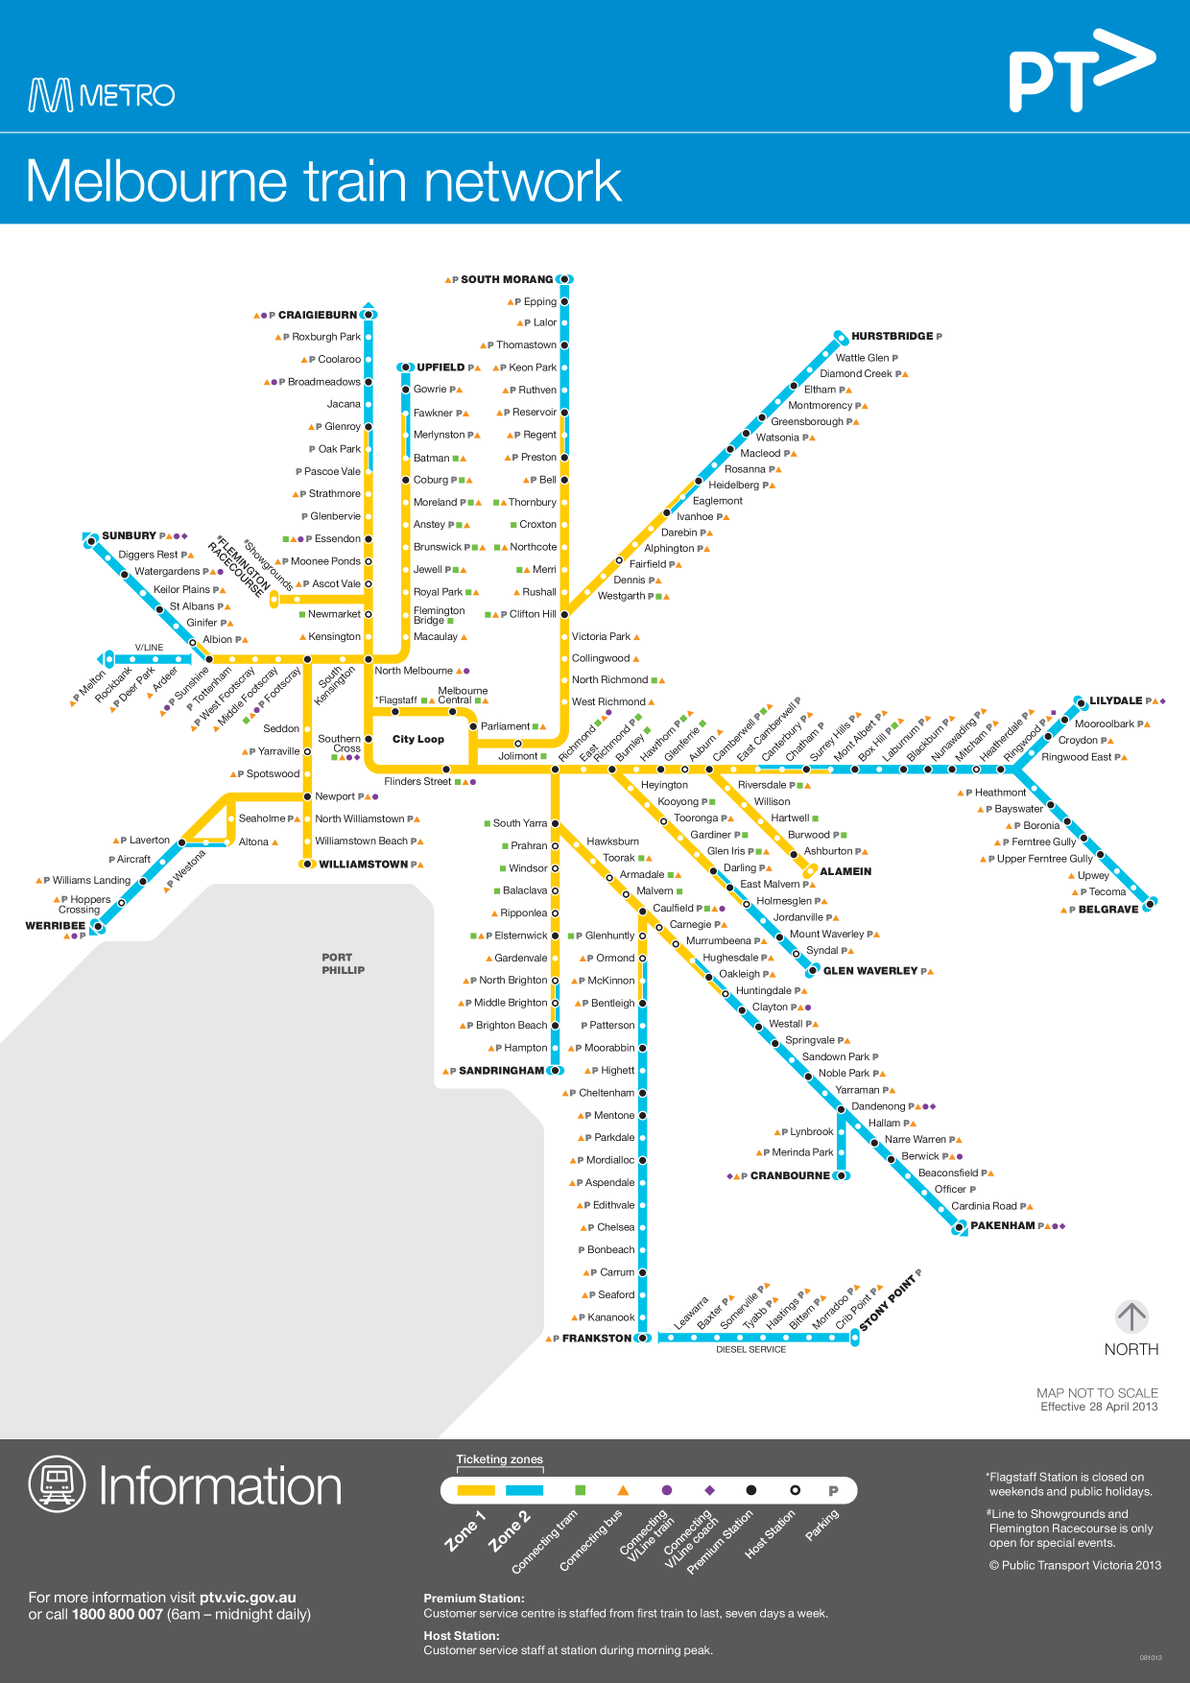 METRO
PT
Melbourne train network
SOUTH MORANG
P Epping
P Lalor
P Thomastown
P Keon Park
P Ruthven
P Reservoir
P Regent
P Preston
P Bell
Thornbury
Croxton
Northcote
Merri
Rushall
P Clifton Hill
Victoria Park
Collingwood
North Richmond
West Richmond
P CRAIGIEBURN
P Roxburgh Park
P Coolaroo
P Broadmeadows
Jacana
P Glenroy
P Oak Park
P Pascoe Vale
P Strathmore
P Glenbervie
P Essendon
P Moonee Ponds
P Ascot Vale
Newmarket
Kensington
#Showgrounds
#FLEMINGTON
RACECOURSE
UPFIELD P
Gowrie P
Fawkner P
Merlynston P
Batman
Coburg P
Moreland P
Anstey P
Brunswick P
Jewell P
Royal Park P
Flemington
Bridge
Macaulay
North Melbourne
HURSTBRIDGE P
Wattle Glen P
Diamond Creek P
Eltham P
Montmorency P
Greensborough P
Watsonia P
Macleod P
Rosanna P
Heidelberg P
Eaglemont
Ivanhoe P
Darebin P
Alphington P
Fairfield P
Dennis P
Westgarth P
SUNBURY P
Diggers Rest P
Watergardens P
Keilor Plains P
St Albans P
Ginifer P
Albion P
V/LINE
P Melton
Rockbank
P Deer Park
Ardeer
P Sunshine
P Tottenham
P West Footscray
P Middle Footscray
P Footscray
South
Kensington
*Flagstaff
Melbourne
Central
Parliament
City Loop
Southern
Cross
Jolimont
Flinders Street
Seddon
P Yarraville
P Spotswood
Newport P
North Williamstown P
Williamstown Beach P
WILLIAMSTOWN P
Seaholme P
Altona
P Westona
P Laverton
P Aircraft
P Williams Landing
P Hoppers
Crossing
WERRIBEE
P
PORT
PHILLIP
Richmond
East
Richmond P
Burnley
Hawthorn P
Glenferrie
Auburn
Camberwell P
East Camberwell P
Canterbury P
Chatham P
Surrey Hills P
Mont Albert P
Box Hill P
Laburnum P
Blackburn P
Nunawading P
Mitcham P
Heatherdale P
Ringwood P
LILYDALE P
Mooroolbark P
Croydon P
Ringwood East P
P Heathmont
P Bayswater
P Boronia
P Ferntree Gully
P Upper Ferntree Gully
Upwey
P Tecoma
P BELGRAVE
Riversdale P
Willison
Hartwell
Burwood P
Ashburton P
ALAMEIN
Heyington
Kooyong P
Tooronga P
Gardiner P
Glen Iris P
Darling P
East Malvern P
Holmesglen P
Jordanville P
Mount Waverley P
Syndal P
GLEN WAVERLEY P
South Yarra
Prahran
Windsor
Balaclava
Ripponlea
P Elsternwick
Gardenvale
P North Brighton
P Middle Brighton
P Brighton Beach
P Hampton
P SANDRINGHAM
Hawksburn
Toorak
Armadale
Malvern
Caulfield P
Carnegie P
Murrumbeena P
Hughesdale P
Oakleigh P
Huntingdale P
Clayton P
Westall P
Springvale P
Sandown Park P
Noble Park P
Yarraman P
Dandenong P
Hallam P
Narre Warren P
Berwick P
Beaconsfield P
Officer P
Cardinia Road P
PAKENHAM P
P Lynbrook
P Merinda Park
P CRANBOURNE
P Glenhuntly
P Ormond
P McKinnon
P Bentleigh
P Patterson
P Moorabbin
P Highett
P Cheltenham
P Mentone
P Parkdale
P Mordialloc
P Aspendale
P Edithvale
P Chelsea
P Bonbeach
P Carrum
P Seaford
P Kananook
P FRANKSTON
Leawarra
Baxter P
Somerville P
Tyabb P
Hastings P
Bittern P
Morradoo P
Crib Point P
STONY POINT P
DIESEL SERVICE
NORTH
MAP NOT TO SCALE
Effective 28 April 2013
Information
Ticketing zones
P
Zone 1
Zone 2
Connecting tram
Connecting bus
Connecting
V/Line train
Connecting
V/Line coach
Premium Station
Host Station
Parking
*Flagstaff Station is closed on
weekends and public holidays.
#Line to Showgrounds and
Flemington Racecourse is only
open for special events.
© Public Transport Victoria 2013
For more information visit ptv.vic.gov.au
or call 1800 800 007 (6am – midnight daily)
Premium Station:
Customer service centre is staffed from first train to last, seven days a week.
Host Station:
Customer service staff at station during morning peak.
081013